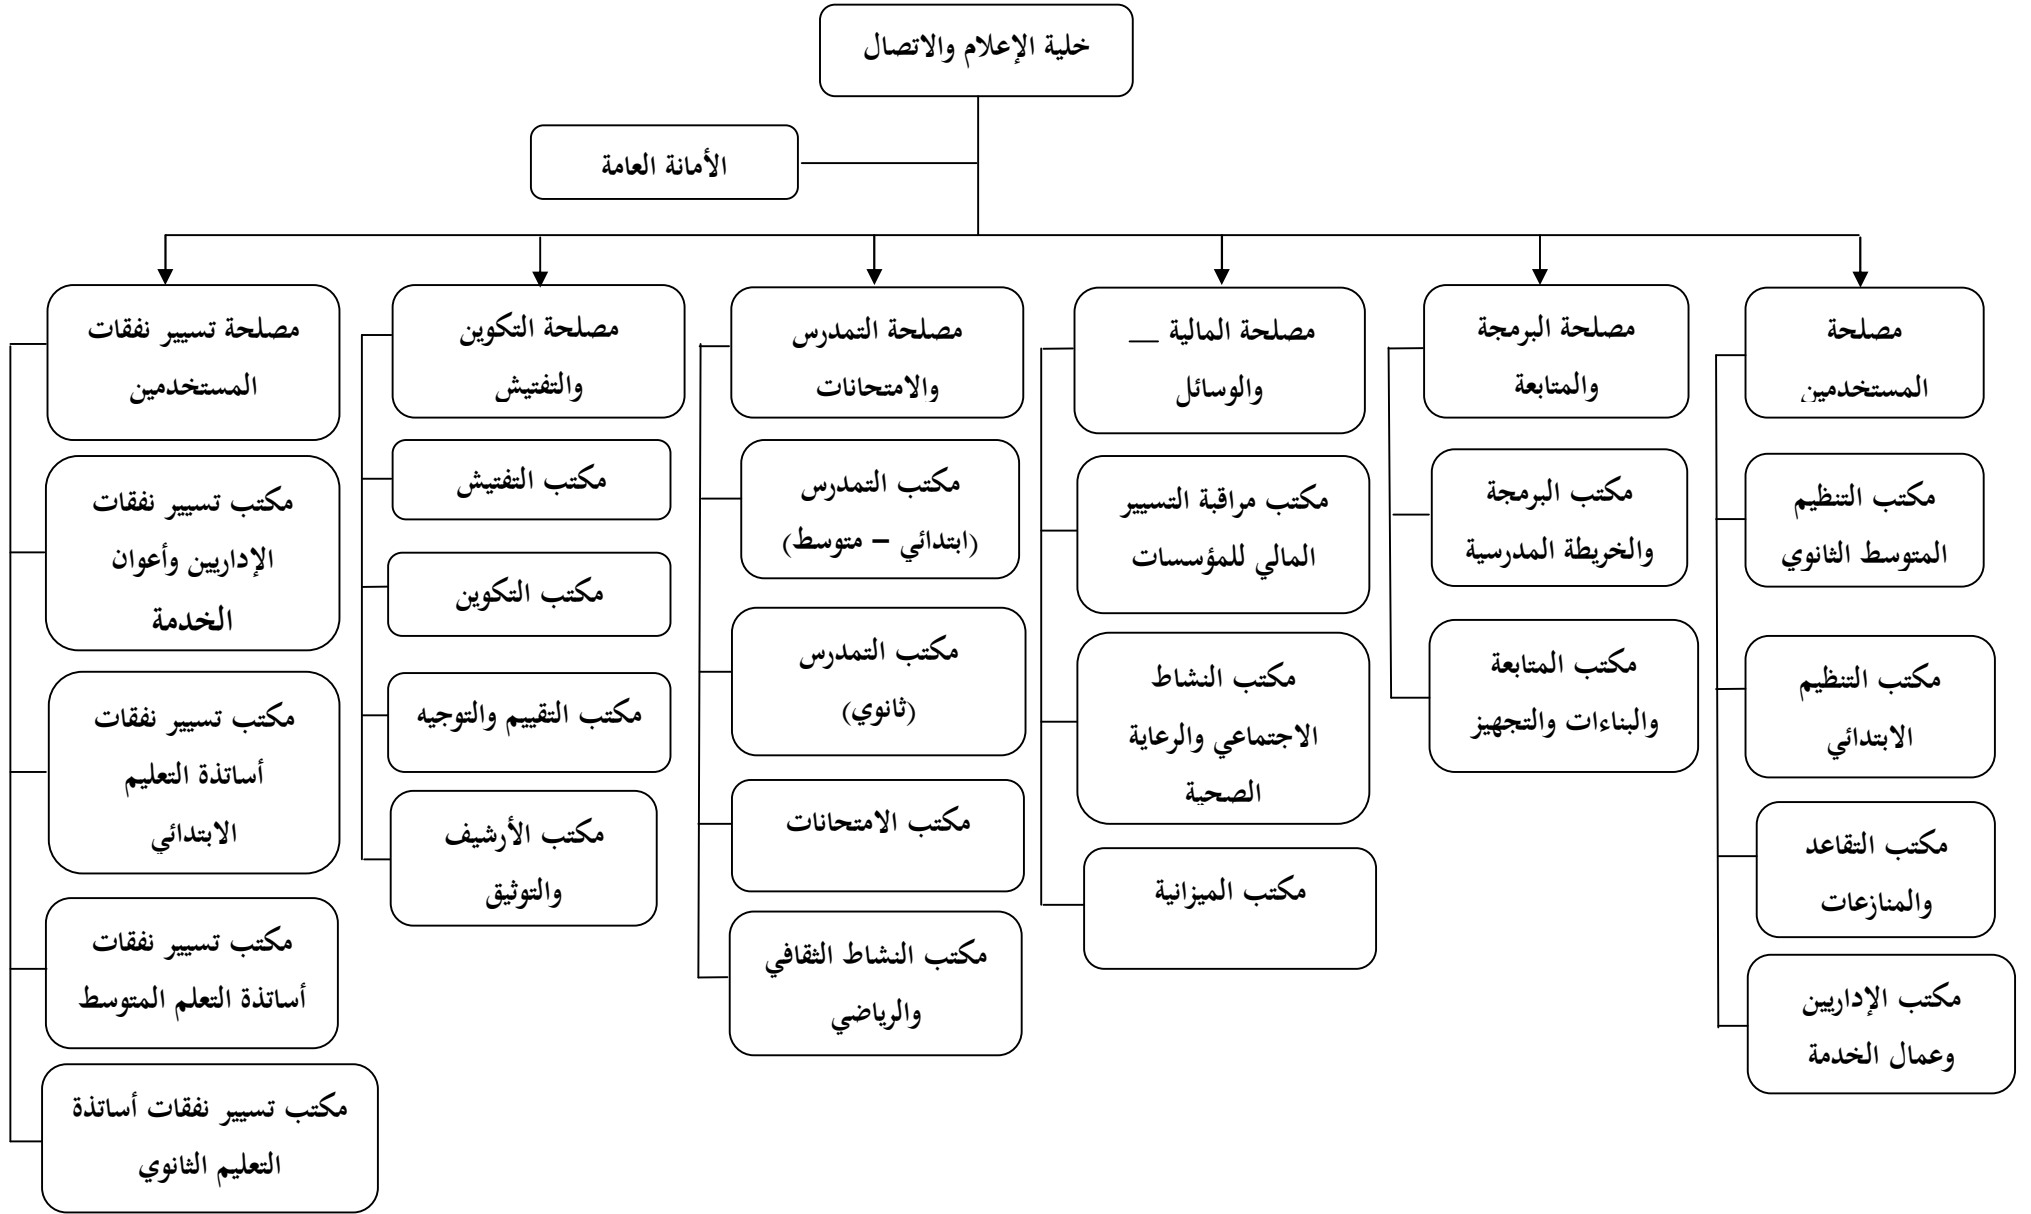 خلية الإعلام والاتصال
الأمانة العامة
مصلحة
المستخدمين
مكتب التنظيم
المتوسط الثانوي
مكتب التنظيم
الابتدائي
مكتب التقاعد
والمنازعات
مكتب الإداريين
وعمال الخدمة
مصلحة البرمجة
والمتابعة
مكتب البرمجة
والخريطة المدرسية
مكتب المتابعة
والبناءات والتجهيز
مصلحة المالية __
والوسائل
مكتب مراقبة التسيير
المالي للمؤسسات
مكتب النشاط
الاجتماعي والرعاية
الصحية
مكتب الميزانية
مصلحة التمدرس
والامتحانات
مكتب التمدرس
(ابتدائي – متوسط)
مكتب التمدرس
(ثانوي)
مكتب الامتحانات
مكتب النشاط الثقافي
والرياضي
مصلحة التكوين
والتفتيش
مكتب التفتيش
مكتب التكوين
مكتب التقييم والتوجيه
مكتب الأرشيف
والتوثيق
مصلحة تسيير نفقات
المستخدمين
مكتب تسيير نفقات
الإداريين وأعوان
الخدمة
مكتب تسيير نفقات
أساتذة التعليم
الابتدائي
مكتب تسيير نفقات
أساتذة التعلم المتوسط
مكتب تسيير نفقات أساتذة
التعليم الثانوي